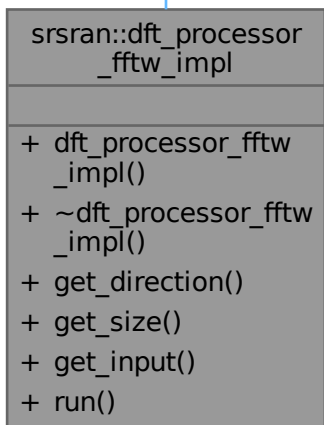 srsran::dft_processor
_fftw_impl
+ dft_processor_fftw
_impl()
+ ~dft_processor_fftw
_impl()
+ get_direction()
+ get_size()
+ get_input()
+ run()